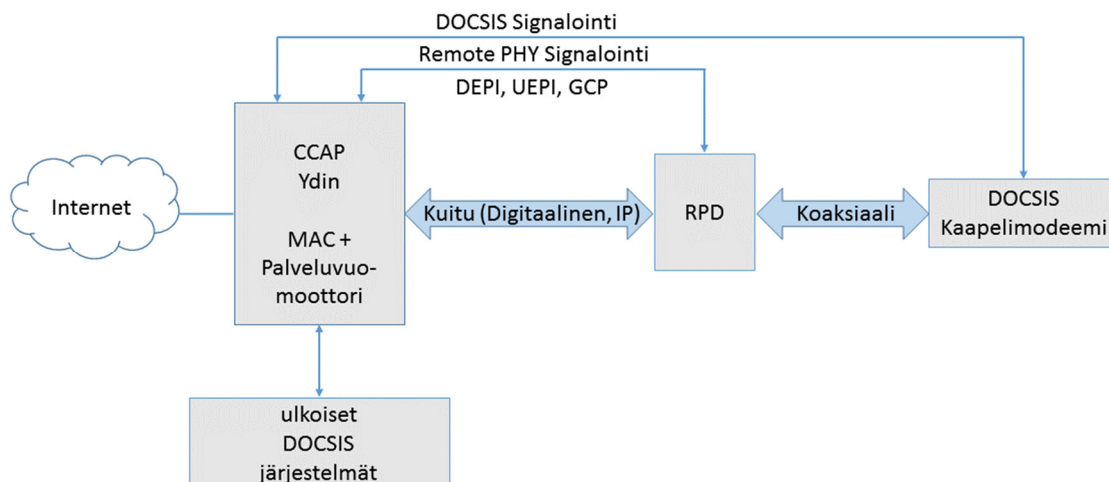 DOCSIS Signalointi
Remote PHY Signalointi
DEPI, UEPI, GCP
CCAP
Ydin
MAC +
Palveluvuo-
moottori
Internet
Kuitu (Digitaalinen, IP)
RPD
Koaksiaali
DOCSIS
Kaapelimodeemi
ulkoiset
DOCSIS
järjestelmät